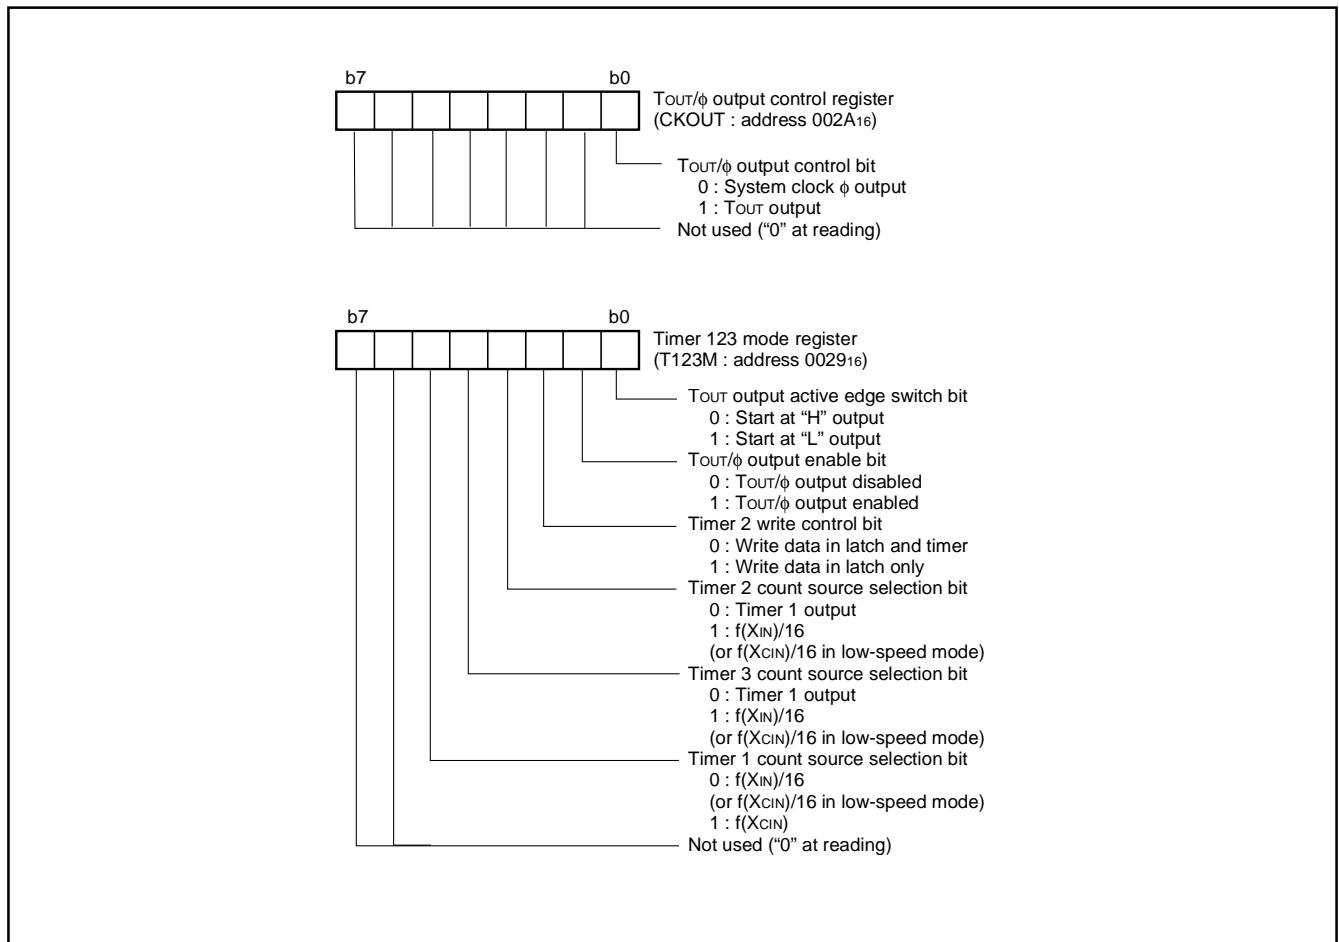 b7 b0
TOUT/ϕ output control register
(CKOUT : address 002A16)
TOUT/ϕ output control bit
0 : System clock ϕ output
1 : TOUT output
Not used (“0” at reading)
b7 b0
Timer 123 mode register
(T123M : address 002916)
TOUT output active edge switch bit
0 : Start at “H” output
1 : Start at “L” output
TOUT/ϕ output enable bit
0 : TOUT/ϕ output disabled
1 : TOUT/ϕ output enabled
Timer 2 write control bit
0 : Write data in latch and timer
1 : Write data in latch only
Timer 2 count source selection bit
0 : Timer 1 output
1 : f(XIN)/16
(or f(XCIN)/16 in low-speed mode)
Timer 3 count source selection bit
0 : Timer 1 output
1 : f(XIN)/16
(or f(XCIN)/16 in low-speed mode)
Timer 1 count source selection bit
0 : f(XIN)/16
(or f(XCIN)/16 in low-speed mode)
1 : f(XCIN)
Not used (“0” at reading)